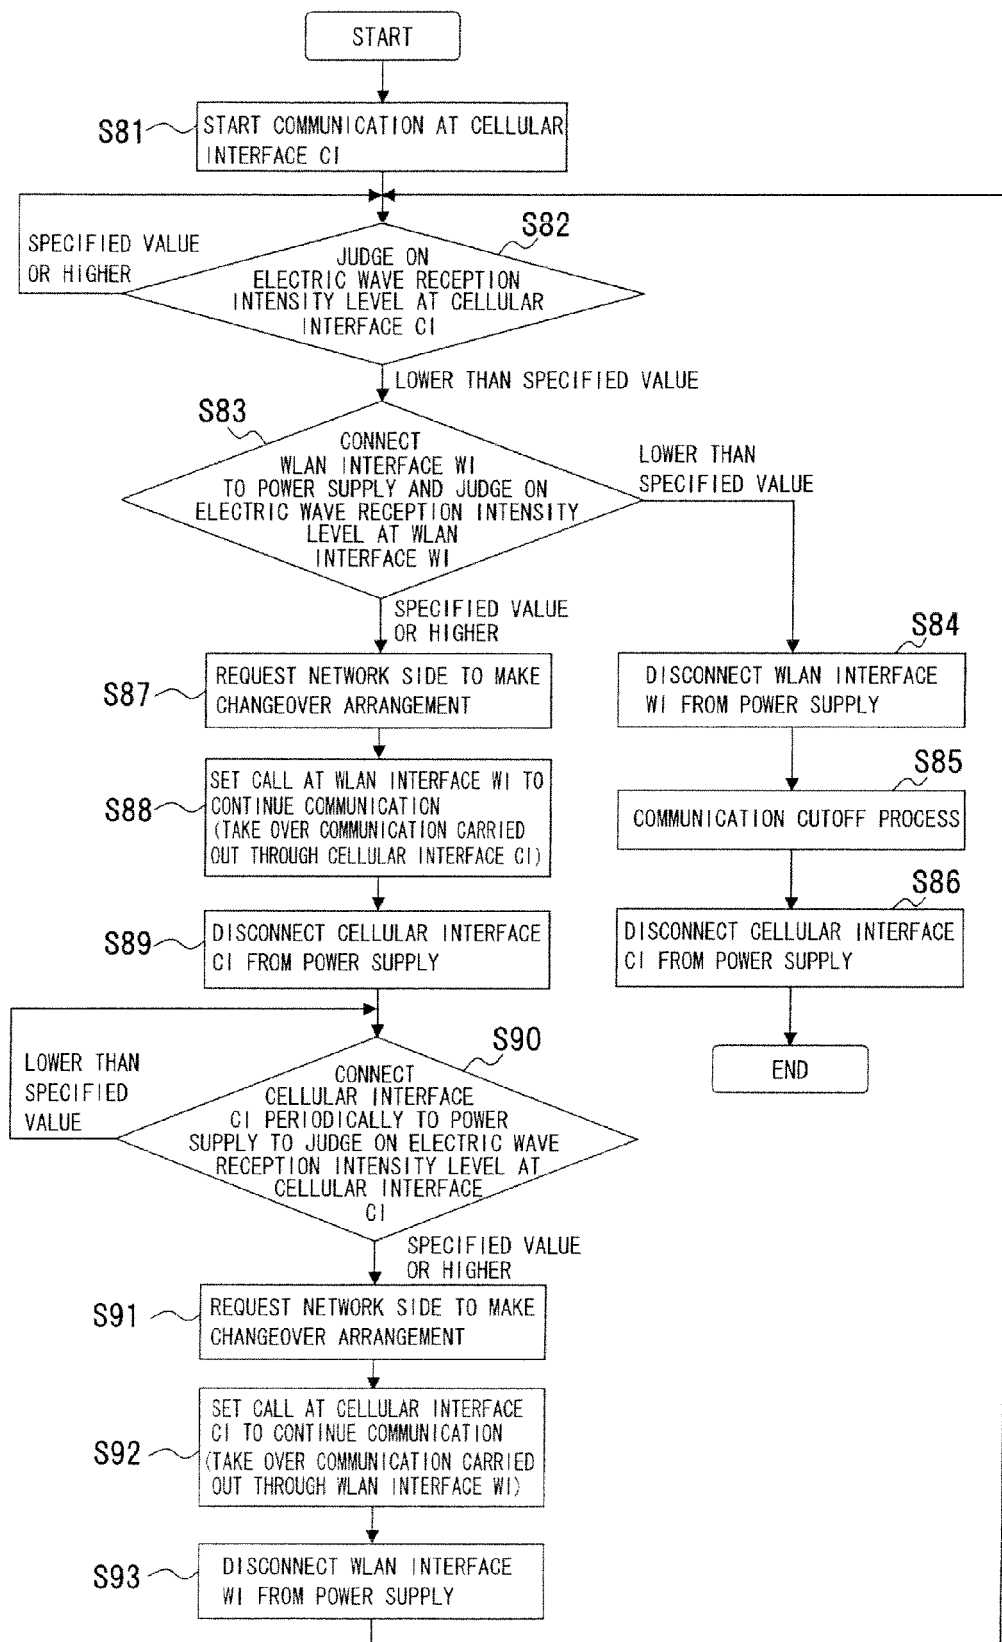 START
S81
START COMMUNICATION AT CELLULAR
INTERFACE CI
S82
SPECIFIED VALUE
OR HIGHER
JUDGE ON
ELECTRIC WAVE RECEPTION
INTENSITY LEVEL AT CELLULAR
INTERFACE CI
LOWER THAN SPECIFIED VALUE
S83
CONNECT
WLAN INTERFACE WI
TO POWER SUPPLY AND JUDGE ON
ELECTRIC WAVE RECEPTION INTENSITY
LEVEL AT WLAN
INTERFACE WI
LOWER THAN
SPECIFIED VALUE
SPECIFIED VALUE
OR HIGHER
S84
DISCONNECT WLAN INTERFACE
WI FROM POWER SUPPLY
S85
COMMUNICATION CUTOFF PROCESS
S86
DISCONNECT CELLULAR INTERFACE
CI FROM POWER SUPPLY
END
S87
REQUEST NETWORK SIDE TO MAKE
CHANGEOVER ARRANGEMENT
S88
SET CALL AT WLAN INTERFACE WI TO
CONTINUE COMMUNICATION
(TAKE OVER COMMUNICATION CARRIED
OUT THROUGH CELLULAR INTERFACE CI)
S89
DISCONNECT CELLULAR INTERFACE
CI FROM POWER SUPPLY
S90
LOWER THAN
SPECIFIED
VALUE
CONNECT
CELLULAR INTERFACE
CI PERIODICALLY TO POWER
SUPPLY TO JUDGE ON ELECTRIC WAVE
RECEPTION INTENSITY LEVEL AT
CELLULAR INTERFACE
CI
SPECIFIED VALUE
OR HIGHER
S91
REQUEST NETWORK SIDE TO MAKE
CHANGEOVER ARRANGEMENT
S92
SET CALL AT CELLULAR INTERFACE
CI TO CONTINUE COMMUNICATION
(TAKE OVER COMMUNICATION CARRIED
OUT THROUGH WLAN INTERFACE WI)
S93
DISCONNECT WLAN INTERFACE
WI FROM POWER SUPPLY